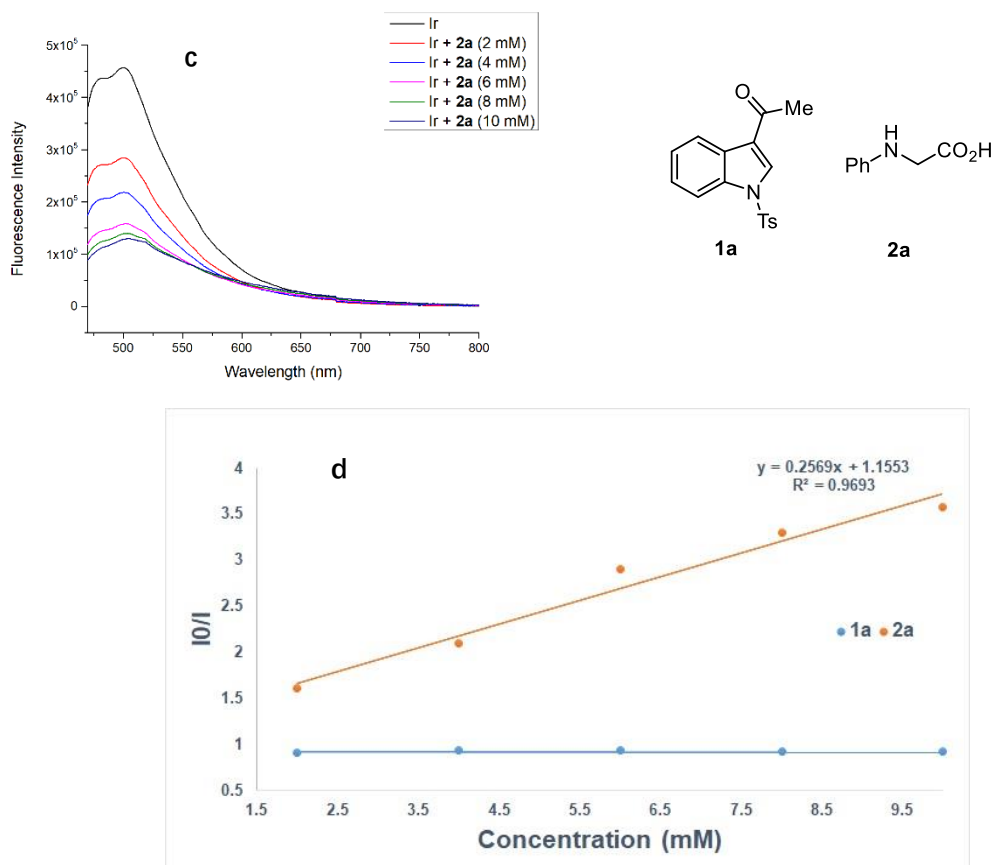 Ir
Ir + 2a (2 mM)
Ir + 2a (4 mM)
Ir + 2a (6 mM)
Ir + 2a (8 mM)
Ir + 2a (10 mM)
c
5x10⁵
4x10⁵
3x10⁵
2x10⁵
1x10⁵
0
Fluorescence Intensity
500 550 600 650 700 750 800
Wavelength (nm)
O
Me
N
Ts
1a
H
N
Ph
CO₂H
2a
d
y = 0.2569x + 1.1553
R² = 0.9693
4
3.5
3
2.5
2
1.5
1
0.5
I0/I
1a 2a
1.5 2.5 3.5 4.5 5.5 6.5 7.5 8.5 9.5
Concentration (mM)